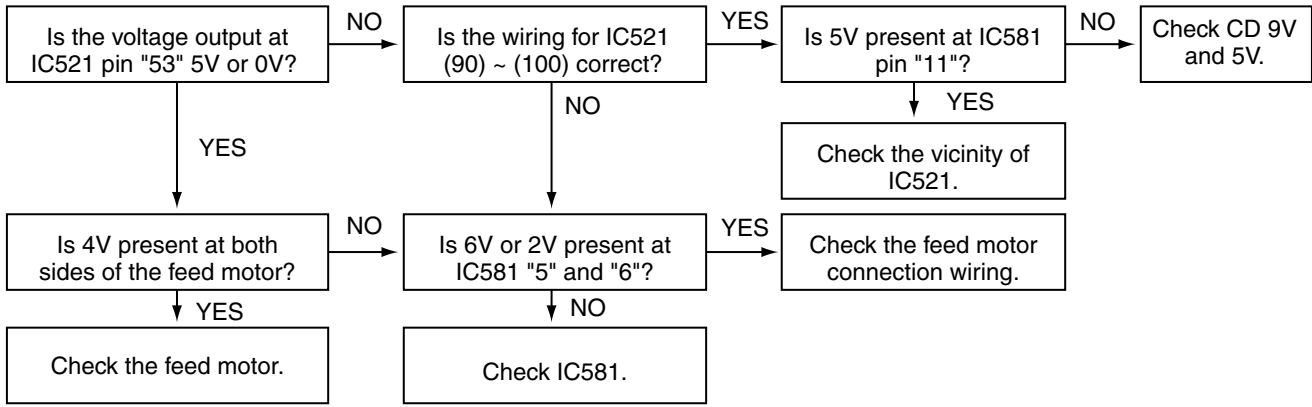 Is the voltage output at
IC521 pin "53" 5V or 0V?
NO
Is the wiring for IC521
(90) ~ (100) correct?
YES
Is 5V present at IC581
pin "11"?
NO
Check CD 9V
and 5V.
YES
NO
YES
Check the vicinity of
IC521.
Is 4V present at both
sides of the feed motor?
NO
Is 6V or 2V present at
IC581 "5" and "6"?
YES
Check the feed motor
connection wiring.
YES
NO
Check the feed motor.
Check IC581.